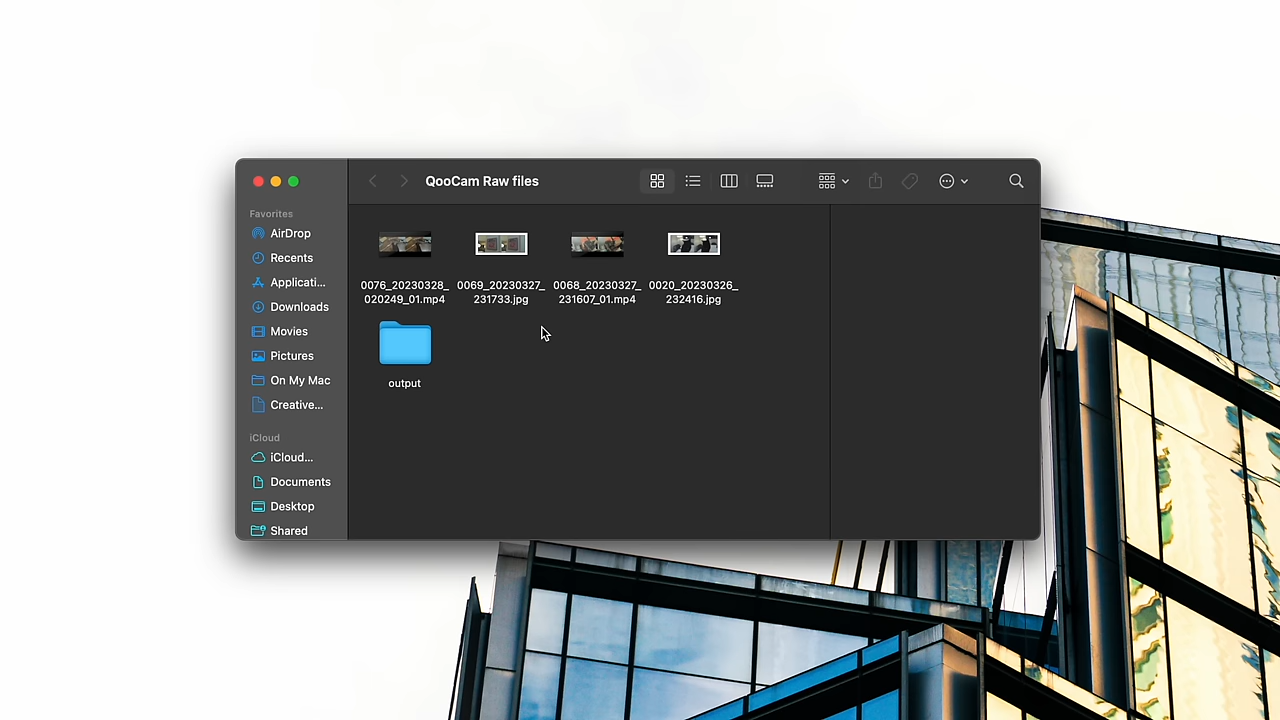 QooCam Raw files
Favorites
AirDrop
Recents
Applicati...
Downloads
Movies
Pictures
On My Mac
Creative...
iCloud
iCloud...
Documents
Desktop
Shared
0076_20230328_
020249_01.mp4
0069_20230327_
231733.jpg
0068_20230327_
231607_01.mp4
0020_20230326_
232416.jpg
output